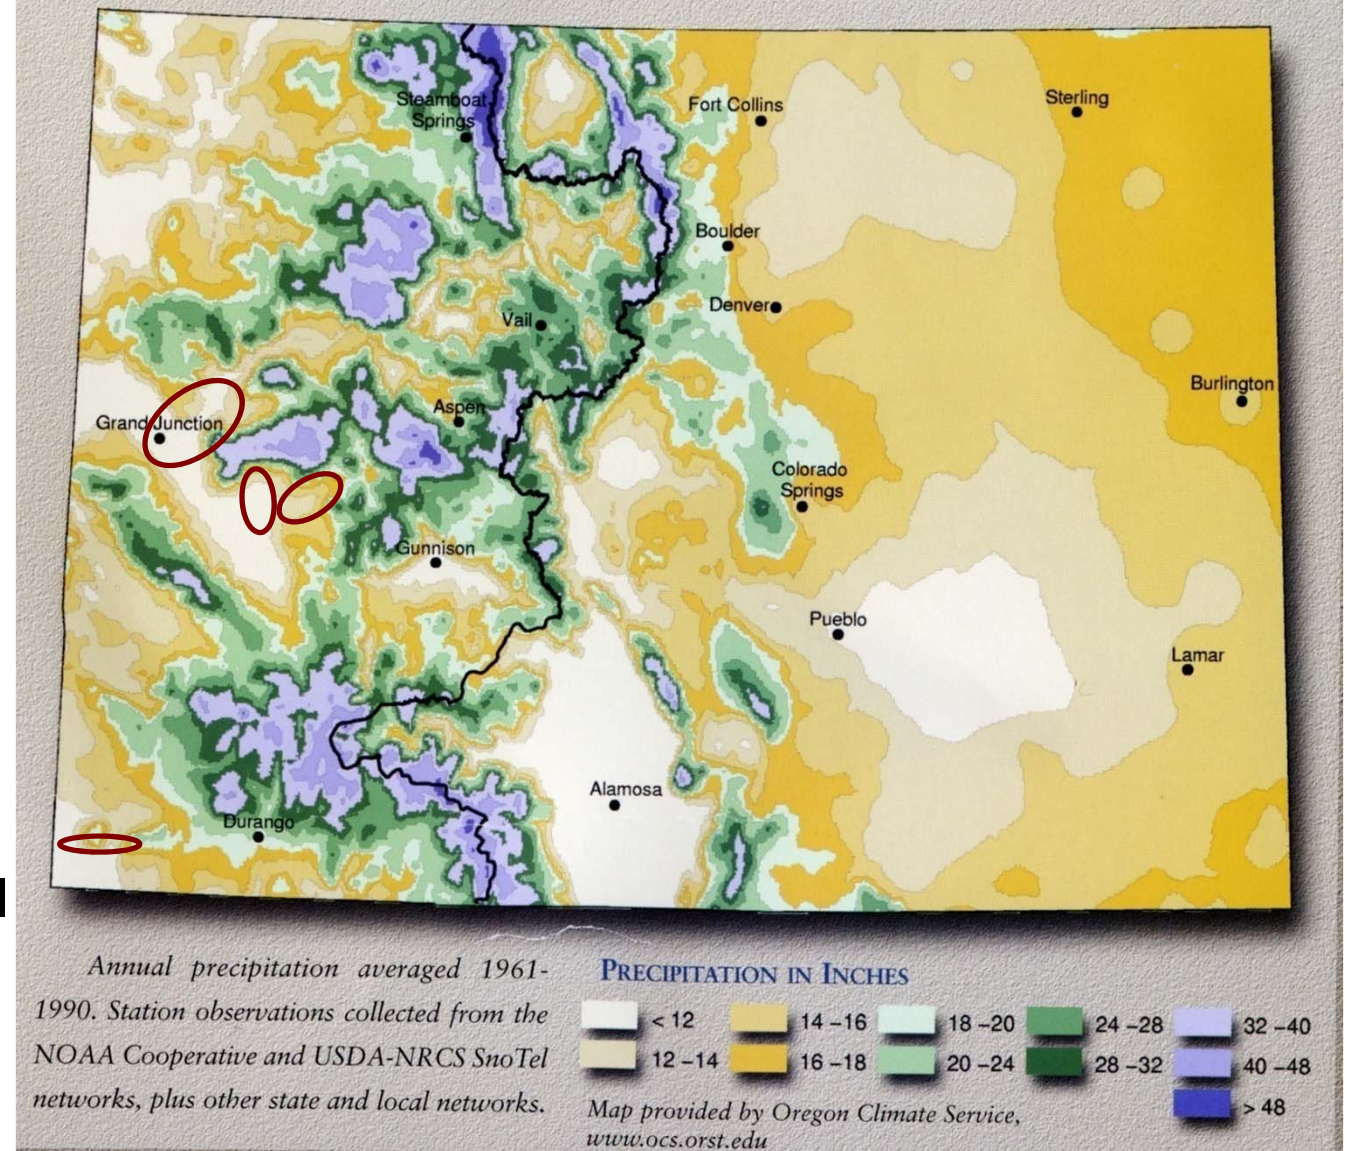 Steamboat
Springs
Fort Collins
Sterling
Boulder
Denver
Vail
Burlington
Aspen
Grand Junction
Colorado
Springs
Gunnison
Pueblo
Lamar
Alamosa
Durango
Annual precipitation averaged 1961-
1990. Station observations collected from the
NOAA Cooperative and USDA-NRCS SnoTel
networks, plus other state and local networks.
PRECIPITATION IN INCHES
< 12
14 –16
18 –20
24 –28
32 –40
12 –14
16 –18
20 –24
28 –32
40 –48
> 48
Map provided by Oregon Climate Service,
www.ocs.orst.edu